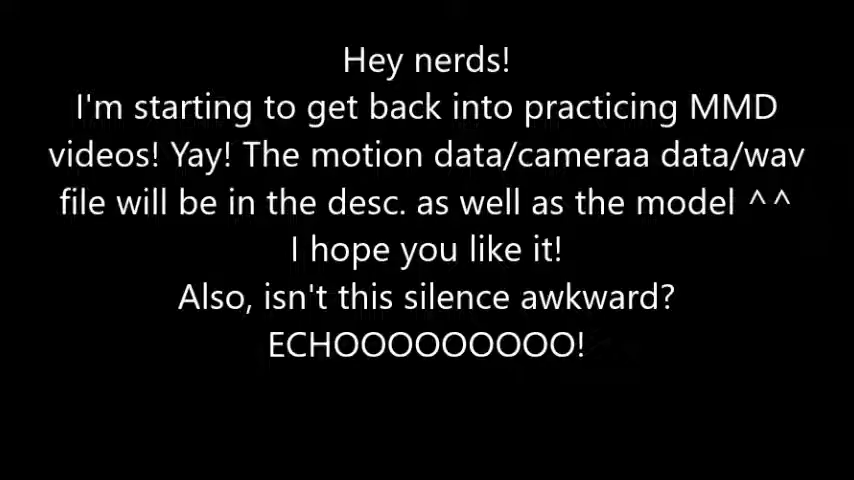 Hey nerds!
I'm starting to get back into practicing MMD
videos! Yay! The motion data/cameraa data/wav
file will be in the desc. as well as the model ^^
I hope you like it!
Also, isn't this silence awkward?
ECHOOOOOOOOO!